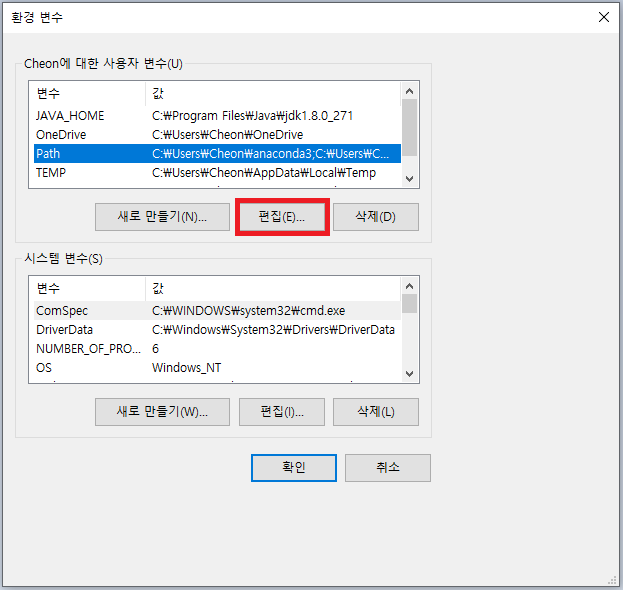 환경 변수
Cheon에 대한 사용자 변수(U)
변수 값
JAVA_HOME C:₩Program Files₩Java₩jdk1.8.0_271
OneDrive C:₩Users₩Cheon₩OneDrive
Path C:₩Users₩Cheon₩anaconda3;C:₩Users₩C...
TEMP C:₩Users₩Cheon₩AppData₩Local₩Temp
새로 만들기(N)... 편집(E)... 삭제(D)
시스템 변수(S)
변수 값
ComSpec C:₩WINDOWS₩system32₩cmd.exe
DriverData C:₩Windows₩System32₩Drivers₩DriverData
NUMBER_OF_PRO... 6
OS Windows_NT
새로 만들기(W)... 편집(I)... 삭제(L)
확인 취소